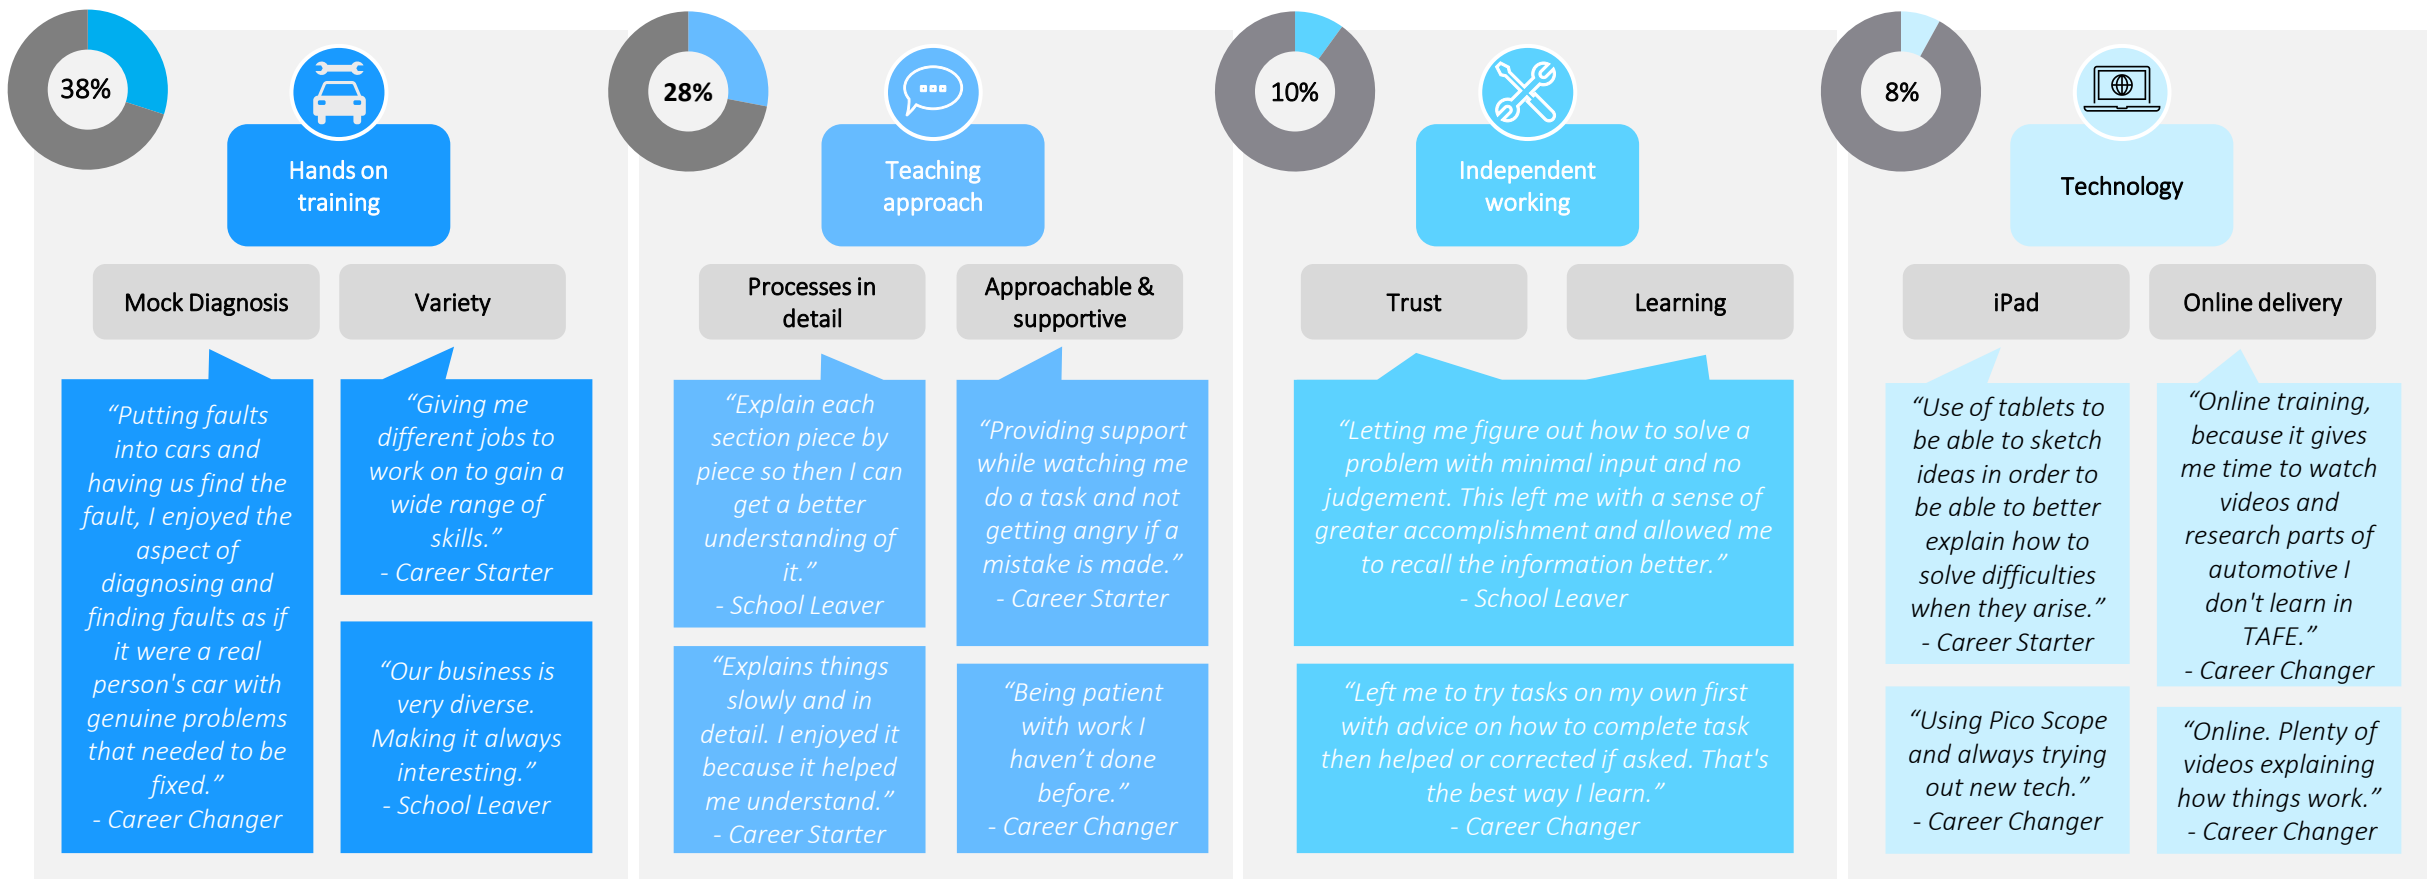 38%
Hands on
training
Mock Diagnosis
Variety
“Putting faults
into cars and
having us find the
fault, I enjoyed the
aspect of
diagnosing and
finding faults as if
it were a real
person's car with
genuine problems
that needed to be
fixed.”
- Career Changer
“Giving me
different jobs to
work on to gain a
wide range of
skills.”
- Career Starter
“Our business is
very diverse.
Making it always
interesting.”
- School Leaver
28%
Teaching
approach
Processes in
detail
Approachable &
supportive
“Explain each
section piece by
piece so then I can
get a better
understanding of
it.”
- School Leaver
“Explains things
slowly and in
detail. I enjoyed it
because it helped
me understand.”
- Career Starter
“Providing support
while watching me
do a task and not
getting angry if a
mistake is made.”
- Career Starter
“Being patient
with work I
haven’t done
before.”
- Career Changer
10%
Independent
working
Trust
Learning
“Letting me figure out how to solve a
problem with minimal input and no
judgement. This left me with a sense of
greater accomplishment and allowed me
to recall the information better.”
- School Leaver
“Left me to try tasks on my own first
with advice on how to complete task
then helped or corrected if asked. That's
the best way I learn.”
- Career Changer
8%
Technology
iPad
Online delivery
“Use of tablets to
be able to sketch
ideas in order to
be able to better
explain how to
solve difficulties
when they arise.”
- Career Starter
“Using Pico Scope
and always trying
out new tech.”
- Career Changer
“Online training,
because it gives
me time to watch
videos and
research parts of
automotive I
don't learn in
TAFE.”
- Career Changer
“Online. Plenty of
videos explaining
how things work.”
- Career Changer